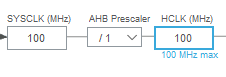 SYSCLK (MHz) AHB Prescaler HCLK (MHz)
100 / 1 100
100 MHz max